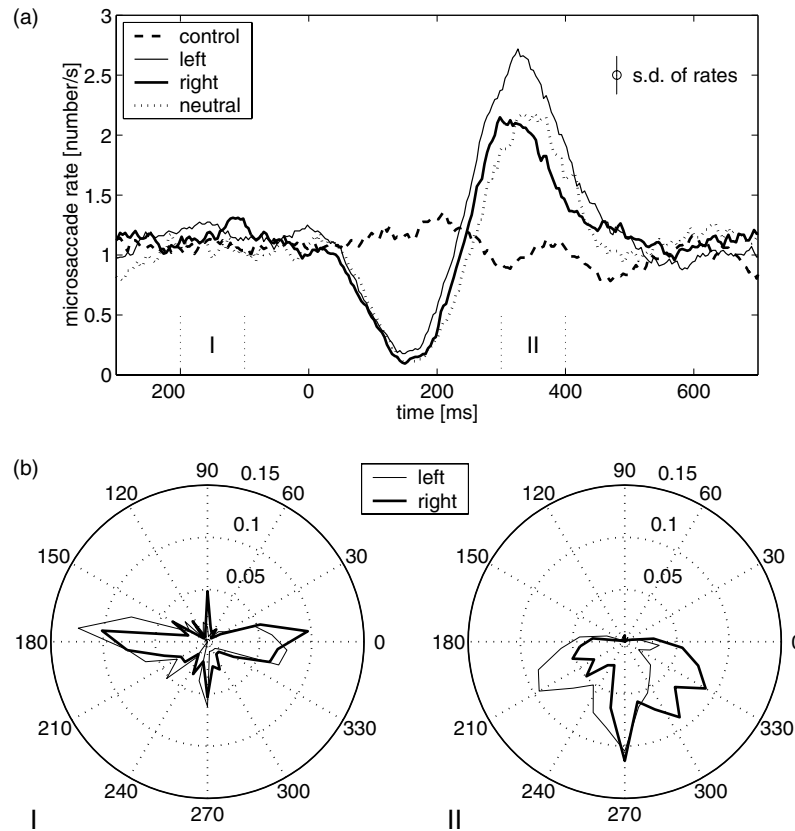 (a)
control
left
right
neutral
s.d. of rates
microsaccade rate [number/s]
3
2.5
2
1.5
1
0.5
0
I
II
200
0
200
400
600
time [ms]
(b)
left
right
90
0.15
60
120
0.1
30
150
0.05
0
180
330
210
300
240
270
I
90
0.15
60
120
0.1
30
150
0.05
0
180
330
210
300
240
270
II